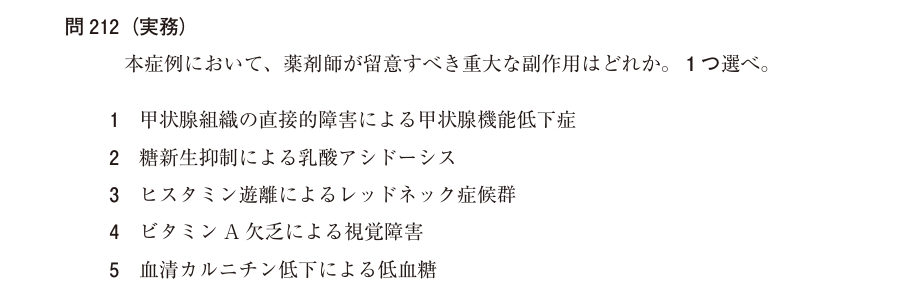 問 212（実務）
本症例において、薬剤師が留意すべき重大な副作用はどれか。1つ選べ。
1 甲状腺組織の直接的障害による甲状腺機能低下症
2 糖新生抑制による乳酸アシドーシス
3 ヒスタミン遊離によるレッドネック症候群
4 ビタミン A 欠乏による視覚障害
5 血清カルニチン低下による低血糖